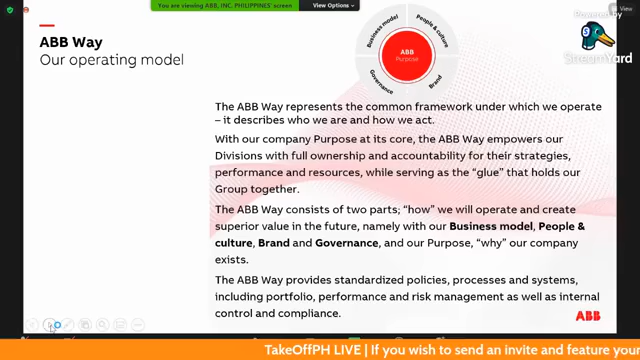 You are viewing ABB, INC. PHILIPPINES' screen
View Options
View
Powered by
StreamYard
ABB Way
Our operating model
Business model
People & culture
ABB
Purpose
Governance
Brand
The ABB Way represents the common framework under which we operate
– it describes who we are and how we act.
With our company Purpose at its core, the ABB Way empowers our
Divisions with full ownership and accountability for their strategies,
performance and resources, while serving as the “glue” that holds our
Group together.
The ABB Way consists of two parts; “how” we will operate and create
superior value in the future, namely with our Business model, People &
culture, Brand and Governance, and our Purpose, “why” our company
exists.
The ABB Way provides standardized policies, processes and systems,
including portfolio, performance and risk management as well as internal
control and compliance.
ABB
TakeOffPH LIVE | If you wish to send an invite and feature your